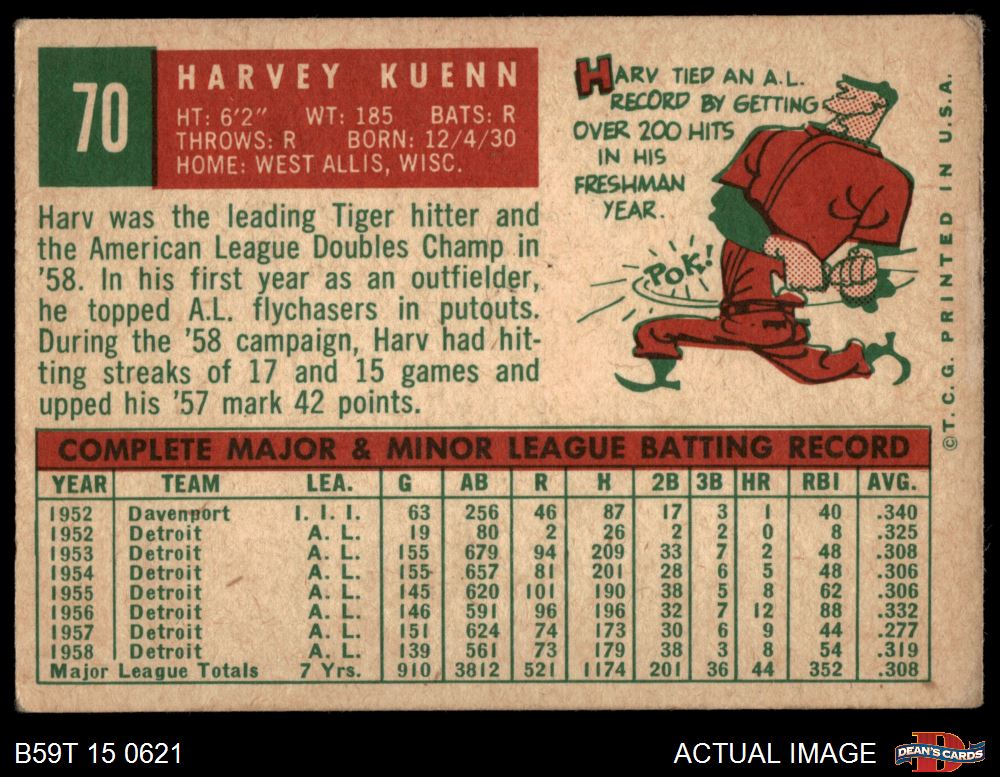 70
HARVEY KUENN
HT: 6'2" WT: 185 BATS: R
THROWS: R BORN: 12/4/30
HOME: WEST ALLIS, WISC.
Harv was the leading Tiger hitter and
the American League Doubles Champ in
'58. In his first year as an outfielder,
he topped A.L. flychasers in putouts.
During the '58 campaign, Harv had hit-
ting streaks of 17 and 15 games and
upped his '57 mark 42 points.
HARV TIED AN A.L.
RECORD BY GETTING
OVER 200 HITS
IN HIS
FRESHMAN
YEAR.
POK!
©T. C. G. PRINTED IN U.S.A.
COMPLETE MAJOR & MINOR LEAGUE BATTING RECORD
YEAR TEAM LEA. G AB R H 2B 3B HR RBI AVG.
1952 Davenport I. I. I. 63 256 46 87 17 3 1 40 .340
1952 Detroit A. L. 19 80 2 26 2 2 0 8 .325
1953 Detroit A. L. 155 679 94 209 33 7 2 48 .308
1954 Detroit A. L. 155 657 81 201 28 6 5 48 .306
1955 Detroit A. L. 145 620 101 190 38 5 8 62 .306
1956 Detroit A. L. 146 591 96 196 32 7 12 88 .332
1957 Detroit A. L. 151 624 74 173 30 6 9 44 .277
1958 Detroit A. L. 139 561 73 179 38 3 8 54 .319
Major League Totals 7 Yrs. 910 3812 521 1174 201 36 44 352 .308
B59T 15 0621
ACTUAL IMAGE
D
DEAN'S CARDS